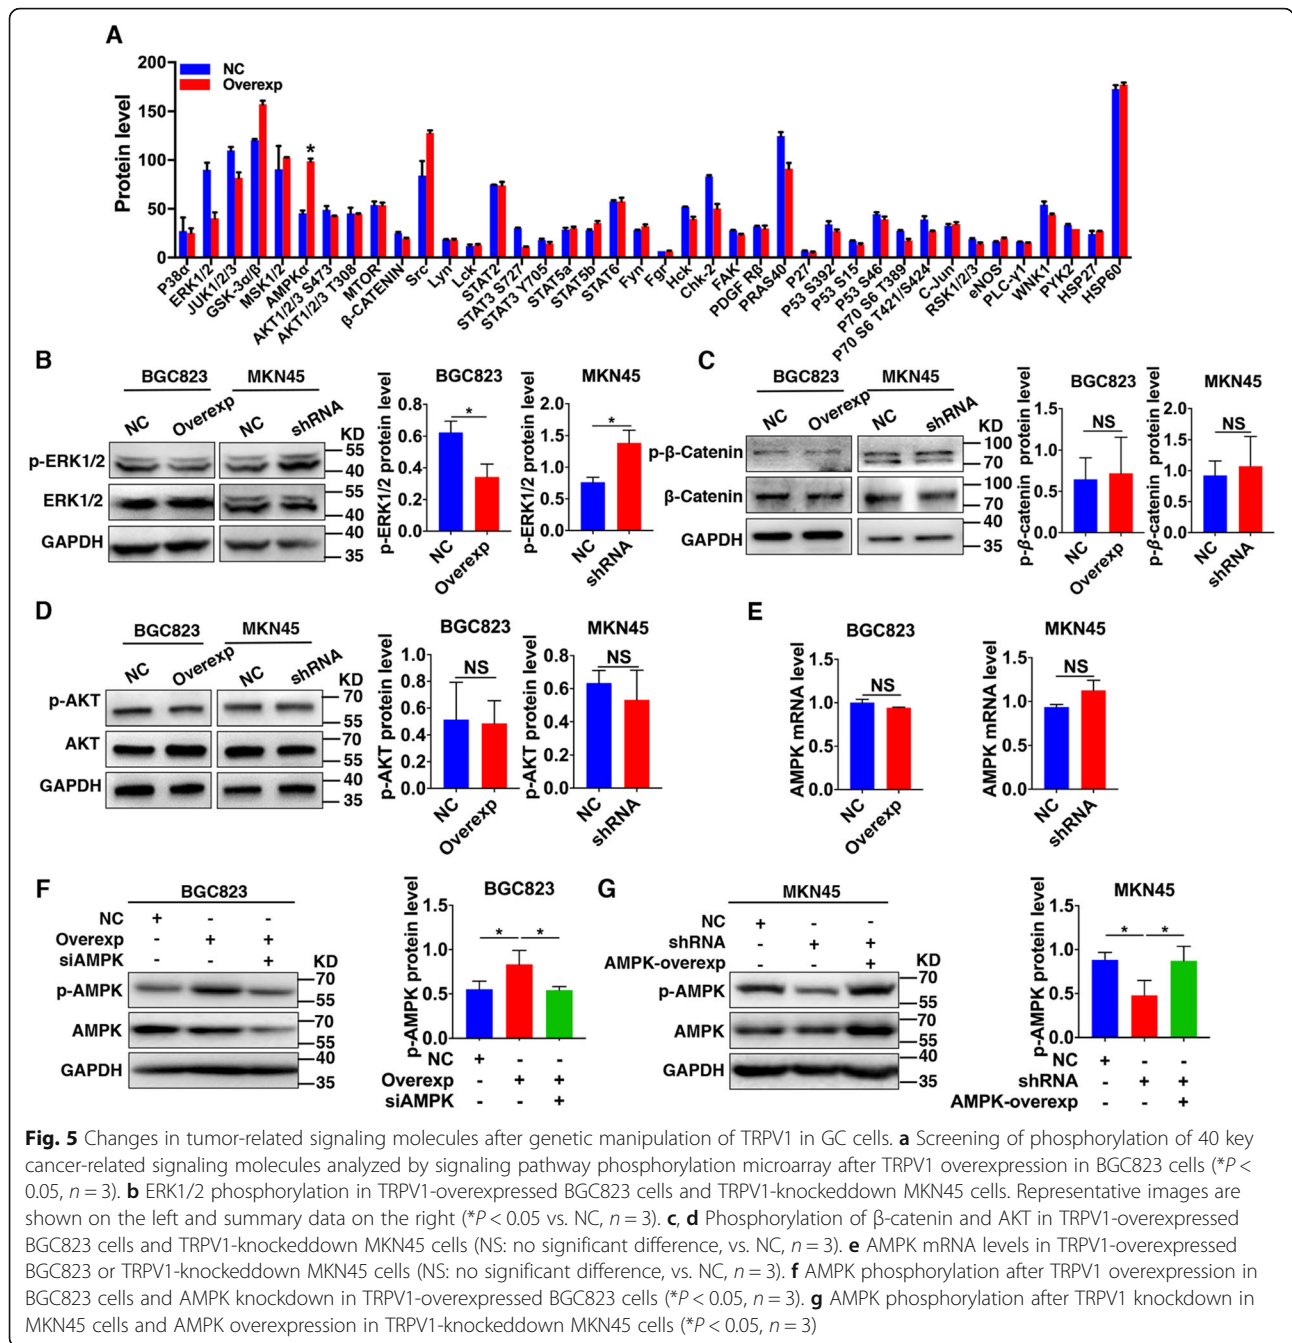 A
200
150
100
50
0
Protein level
NC
Overexp
*
P38α
ERK1/2
JUK1/2/3
GSK-3α/β
MSK1/2
AMPKα
AKT1/2/3 S473
AKT1/2/3 T308
MTOR
β-CATENIN
Src
Lyn
Lck
STAT2
STAT3 S727
STAT3 Y705
STAT5a
STAT5b
STAT6
Fyn
Fgr
Hck
Chk-2
FAK
PDGF Rβ
PRAS40
P27
P53 S392
P53 S15
P53 S46
P70 S6 T389
P70 S6 T421/S424
C-Jun
RSK1/2/3
eNOS
PLC-γ1
WNK1
PYK2
HSP27
HSP60
B
BGC823 MKN45
NC Overexp NC shRNA
KD
p-ERK1/2
55
40
ERK1/2
55
40
GAPDH
40
35
BGC823
p-ERK1/2 protein level
0.8
0.6
0.4
0.2
0.0
*
NC
Overexp
MKN45
p-ERK1/2 protein level
2.0
1.5
1.0
0.5
0.0
*
NC
shRNA
C
BGC823 MKN45
NC Overexp NC shRNA
KD
p-β-Catenin
100
70
β-Catenin
100
70
GAPDH
40
35
BGC823
p-β-catenin protein level
1.5
1.0
0.5
0.0
NS
NC
Overexp
MKN45
p-β-catenin protein level
2.0
1.5
1.0
0.5
0.0
NS
NC
shRNA
D
BGC823 MKN45
NC Overexp NC shRNA
KD
p-AKT
70
55
AKT
70
55
GAPDH
40
35
BGC823
p-AKT protein level
1.0
0.8
0.6
0.4
0.2
0.0
NS
NC
Overexp
MKN45
p-AKT protein level
0.8
0.6
0.4
0.2
0.0
NS
NC
shRNA
E
BGC823
AMPK mRNA level
1.5
1.0
0.5
0.0
NS
NC
Overexp
MKN45
AMPK mRNA level
1.5
1.0
0.5
0.0
NS
NC
shRNA
F
BGC823
NC + - -
Overexp - + +
siAMPK - - +
KD
p-AMPK
70
55
AMPK
70
55
GAPDH
40
35
BGC823
p-AMPK protein level
1.5
1.0
0.5
0.0
* *
NC + - -
Overexp - + +
siAMPK - - +
G
MKN45
NC + - -
shRNA - + +
AMPK-overexp - - +
KD
p-AMPK
70
55
AMPK
70
55
GAPDH
40
35
MKN45
p-AMPK protein level
1.5
1.0
0.5
0.0
* *
NC + - -
shRNA - + +
AMPK-overexp - - +
Fig. 5 Changes in tumor-related signaling molecules after genetic manipulation of TRPV1 in GC cells. a Screening of phosphorylation of 40 key
cancer-related signaling molecules analyzed by signaling pathway phosphorylation microarray after TRPV1 overexpression in BGC823 cells (*P <
0.05, n = 3). b ERK1/2 phosphorylation in TRPV1-overexpressed BGC823 cells and TRPV1-knockeddown MKN45 cells. Representative images are
shown on the left and summary data on the right (*P < 0.05 vs. NC, n = 3). c, d Phosphorylation of β-catenin and AKT in TRPV1-overexpressed
BGC823 cells and TRPV1-knockeddown MKN45 cells (NS: no significant difference, vs. NC, n = 3). e AMPK mRNA levels in TRPV1-overexpressed
BGC823 or TRPV1-knockeddown MKN45 cells (NS: no significant difference, vs. NC, n = 3). f AMPK phosphorylation after TRPV1 overexpression in
BGC823 cells and AMPK knockdown in TRPV1-overexpressed BGC823 cells (*P < 0.05, n = 3). g AMPK phosphorylation after TRPV1 knockdown in
MKN45 cells and AMPK overexpression in TRPV1-knockeddown MKN45 cells (*P < 0.05, n = 3)